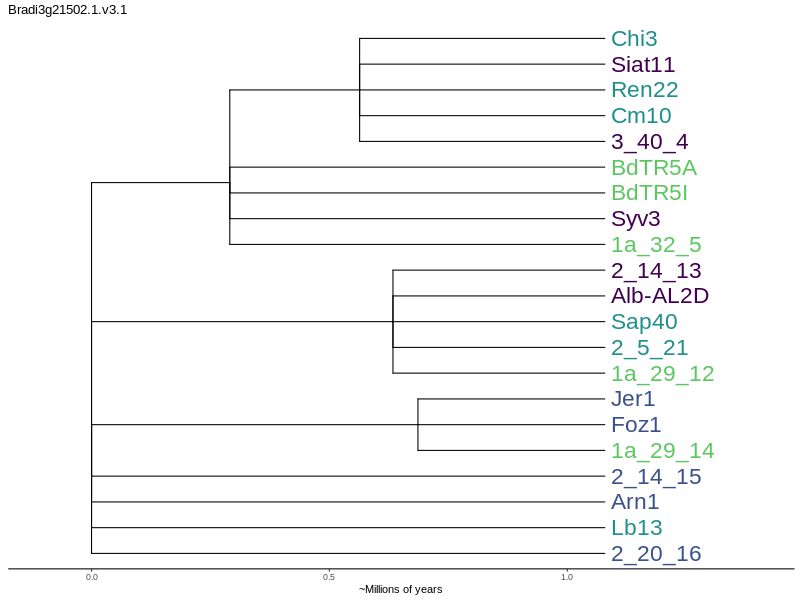 Bradi3g21502.1.v3.1
Chi3
Siat11
Ren22
Cm10
3_40_4
BdTR5A
BdTR5I
Syv3
1a_32_5
2_14_13
Alb-AL2D
Sap40
2_5_21
1a_29_12
Jer1
Foz1
1a_29_14
2_14_15
Arn1
Lb13
2_20_16
0.0 0.5 1.0
~Millions of years